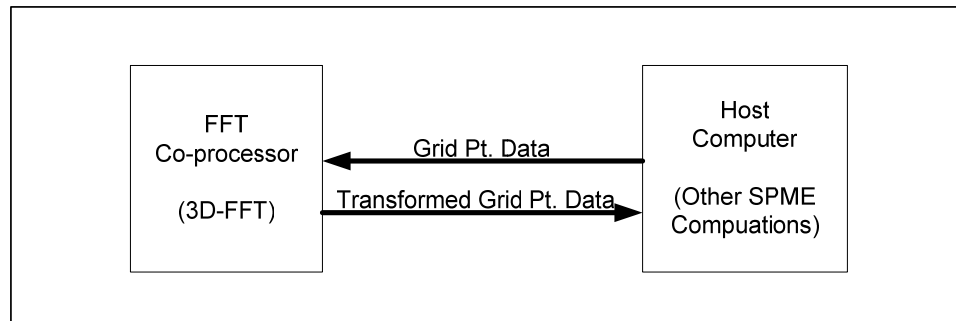 FFT
Co-processor
(3D-FFT)
Grid Pt. Data
Transformed Grid Pt. Data
Host
Computer
(Other SPME
Compuations)